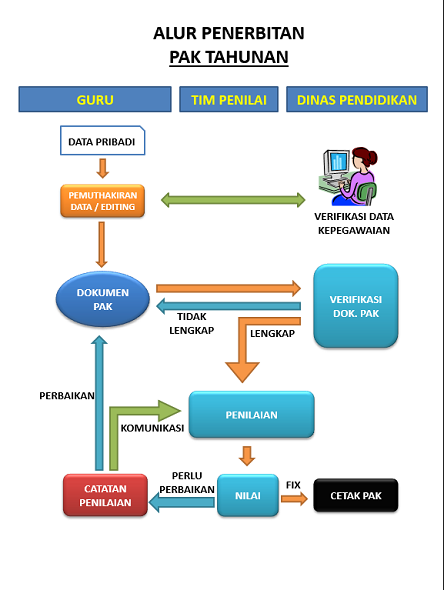 ALUR PENERBITAN
PAK TAHUNAN
GURU
TIM PENILAI
DINAS PENDIDIKAN
DATA PRIBADI
PEMUTHAKIRAN
DATA / EDITING
VERIFIKASI DATA
KEPEGAWAIAN
DOKUMEN
PAK
TIDAK
LENGKAP
LENGKAP
VERIFIKASI
DOK. PAK
PERBAIKAN
KOMUNIKASI
PENILAIAN
CATATAN
PENILAIAN
PERLU
PERBAIKAN
NILAI
FIX
CETAK PAK